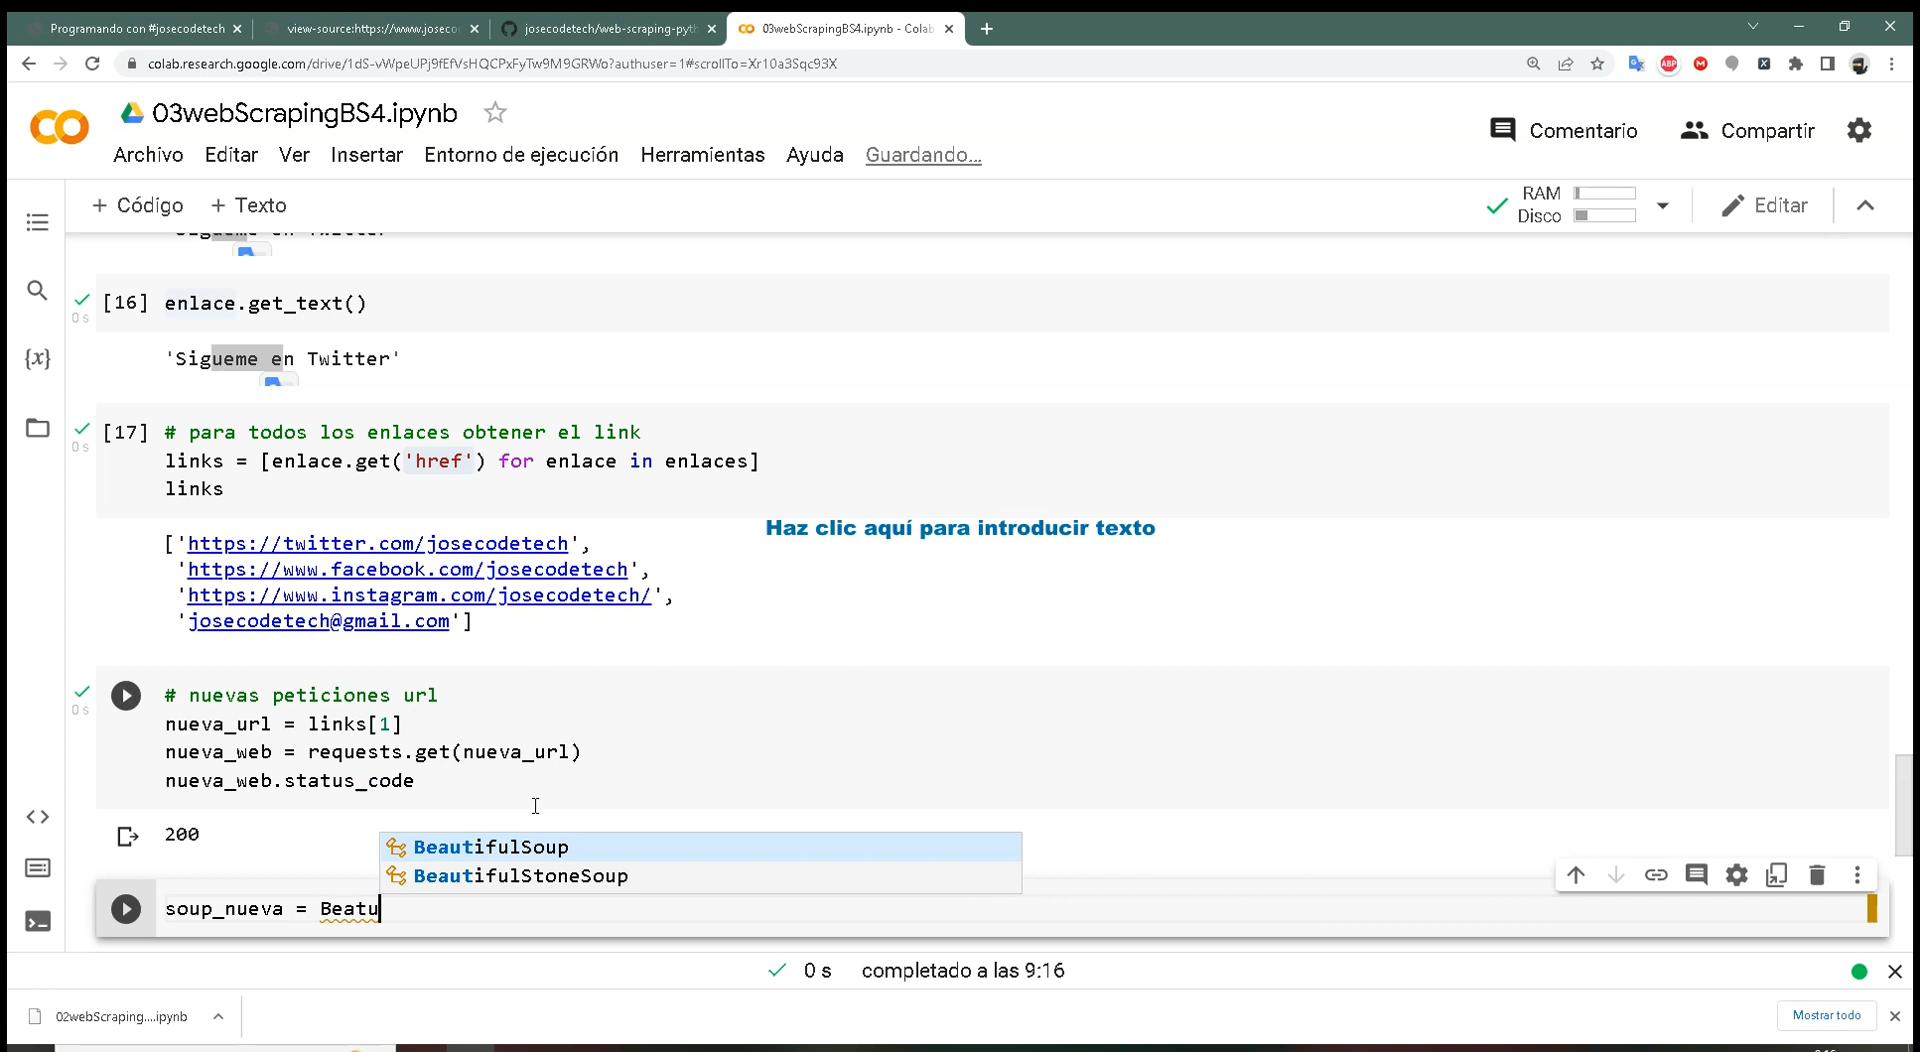 Programando con #josecodetech
view-source:https://www.joseco
josecodetech/web-scraping-pyth
03webScrapingBS4.ipynb - Colab
colab.research.google.com/drive/1dS-vWpeUPj9fEfVsHQCPxFyTw9M9GRWo?authuser=1#scrollTo=Xr10a3Sqc93X
ABP
CO 03webScrapingBS4.ipynb
Comentario
Compartir
Archivo Editar Ver Insertar Entorno de ejecución Herramientas Ayuda Guardando...
+ Código + Texto
RAM
Disco
Editar
[16] enlace.get_text()
0 s
'Sigueme en Twitter'
[17] # para todos los enlaces obtener el link
0 s
links = [enlace.get('href') for enlace in enlaces]
links
Haz clic aquí para introducir texto
['https://twitter.com/josecodetech',
'https://www.facebook.com/josecodetech',
'https://www.instagram.com/josecodetech/',
'josecodetech@gmail.com']
# nuevas peticiones url
0 s
nueva_url = links[1]
nueva_web = requests.get(nueva_url)
nueva_web.status_code
200
BeautifulSoup
BeautifulStoneSoup
soup_nueva = Beatu
0 s completado a las 9:16
02webScraping....ipynb
Mostrar todo